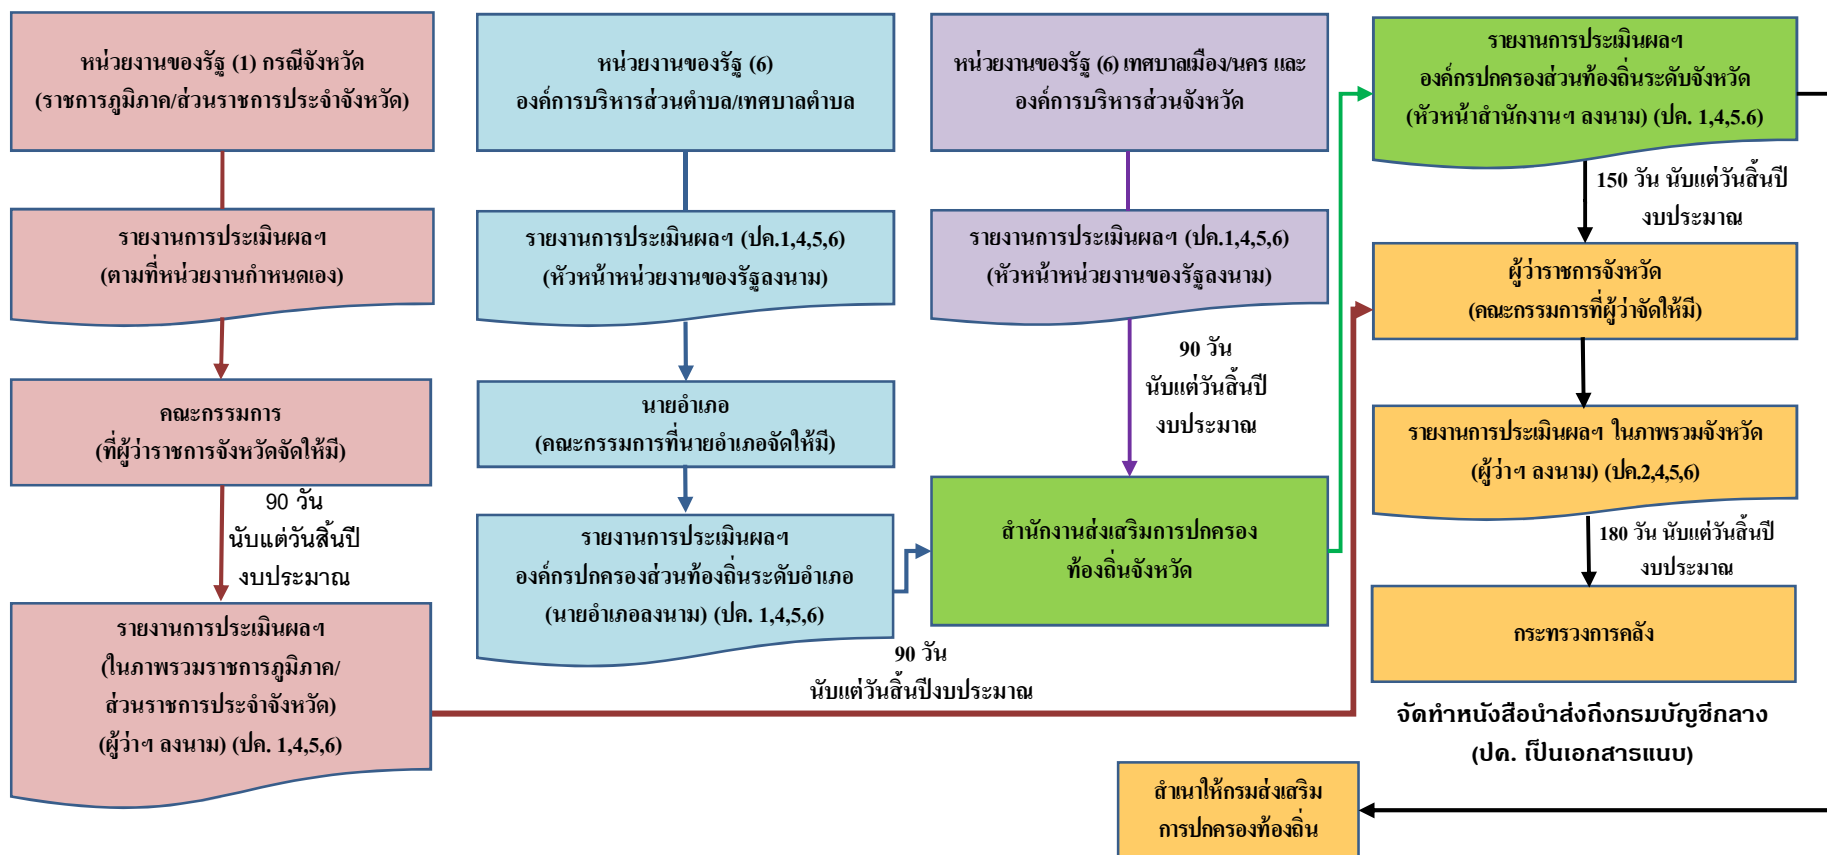 หน่วยงานของรัฐ (1) กรณีจังหวัด
(ราชการภูมิภาค/ส่วนราชการประจำจังหวัด)
รายงานการประเมินผลฯ
(ตามที่หน่วยงานกำหนดเอง)
คณะกรรมการ
(ที่ผู้ว่าราชการจังหวัดจัดให้มี)
90 วัน
นับแต่วันสิ้นปี
งบประมาณ
รายงานการประเมินผลฯ
(ในภาพรวมราชการภูมิภาค/
ส่วนราชการประจำจังหวัด)
(ผู้ว่าฯ ลงนาม) (ปค. 1,4,5,6)
หน่วยงานของรัฐ (6)
องค์การบริหารส่วนตำบล/เทศบาลตำบล
รายงานการประเมินผลฯ (ปค.1,4,5,6)
(หัวหน้าหน่วยงานของรัฐลงนาม)
นายอำเภอ
(คณะกรรมการที่นายอำเภอจัดให้มี)
รายงานการประเมินผลฯ
องค์กรปกครองส่วนท้องถิ่นระดับอำเภอ
(นายอำเภอลงนาม) (ปค. 1,4,5,6)
90 วัน
นับแต่วันสิ้นปีงบประมาณ
หน่วยงานของรัฐ (6) เทศบาลเมือง/นคร และ
องค์การบริหารส่วนจังหวัด
รายงานการประเมินผลฯ (ปค.1,4,5,6)
(หัวหน้าหน่วยงานของรัฐลงนาม)
90 วัน
นับแต่วันสิ้นปี
งบประมาณ
สำนักงานส่งเสริมการปกครอง
ท้องถิ่นจังหวัด
รายงานการประเมินผลฯ
องค์กรปกครองส่วนท้องถิ่นระดับจังหวัด
(หัวหน้าสำนักงานฯ ลงนาม) (ปค. 1,4,5.6)
150 วัน นับแต่วันสิ้นปี
งบประมาณ
ผู้ว่าราชการจังหวัด
(คณะกรรมการที่ผู้ว่าจัดให้มี)
รายงานการประเมินผลฯ ในภาพรวมจังหวัด
(ผู้ว่าฯ ลงนาม) (ปค.2,4,5,6)
180 วัน นับแต่วันสิ้นปี
งบประมาณ
กระทรวงการคลัง
จัดทำหนังสือนำส่งถึงกรมบัญชีกลาง
(ปค. เป็นเอกสารแนบ)
สำเนาให้กรมส่งเสริม
การปกครองท้องถิ่น